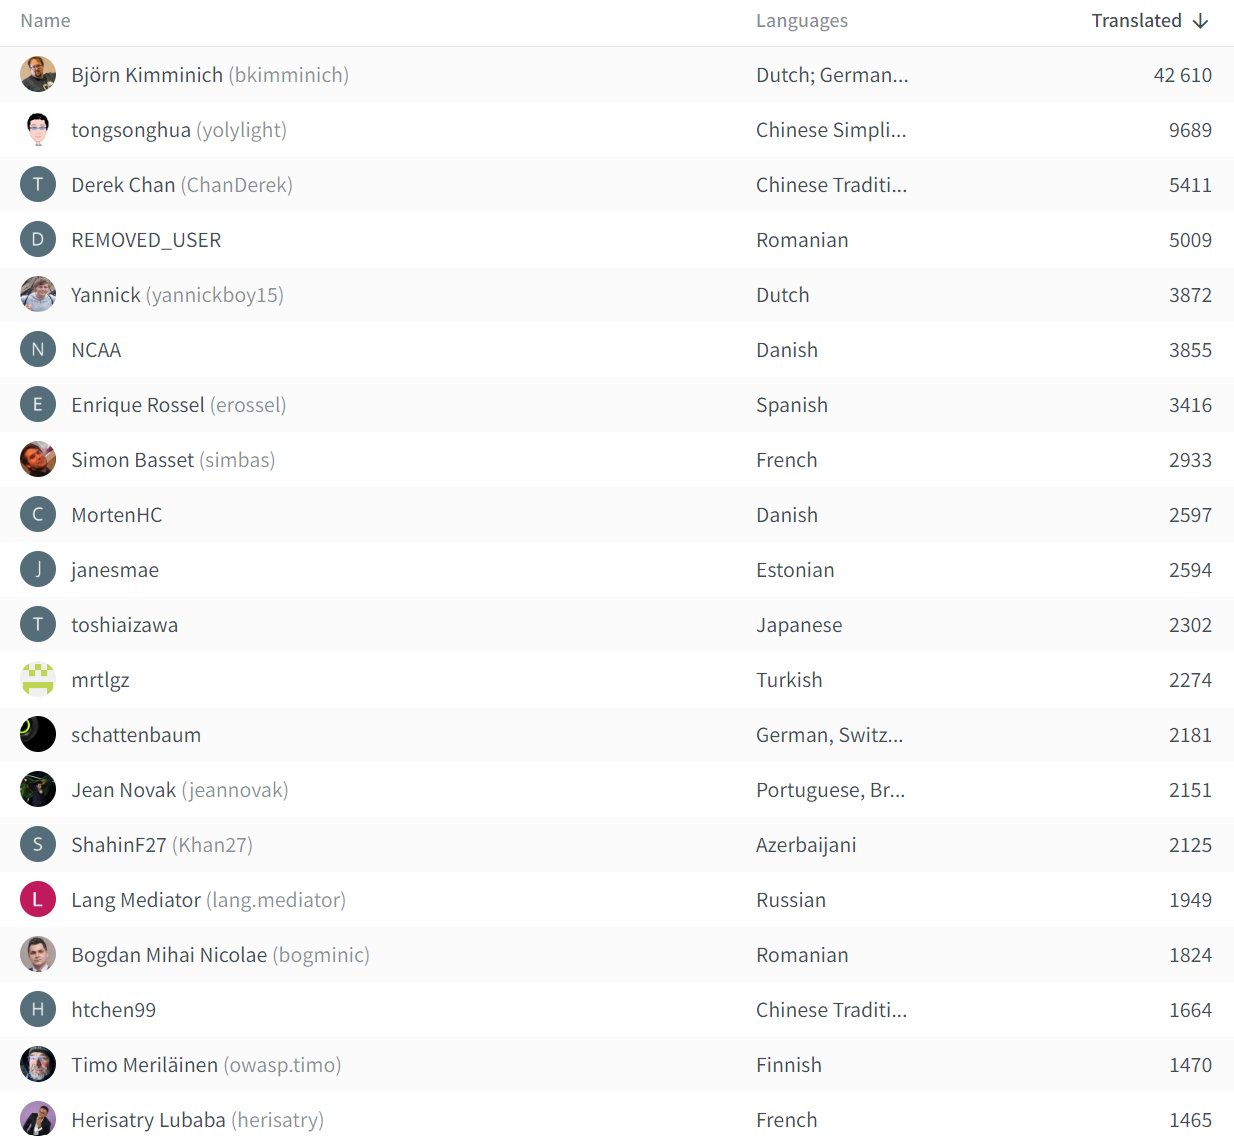 Name Languages Translated ↓
Björn Kimminich (bkimminich) Dutch; German... 42 610
tongsonghua (yolylight) Chinese Simpli... 9689
T Derek Chan (ChanDerek) Chinese Traditi... 5411
D REMOVED_USER Romanian 5009
Yannick (yannickboy15) Dutch 3872
N NCAA Danish 3855
E Enrique Rossel (erossel) Spanish 3416
Simon Basset (simbas) French 2933
C MortenHC Danish 2597
J janesmae Estonian 2594
T toshiaizawa Japanese 2302
mrtlgz Turkish 2274
schattenbaum German, Switz... 2181
Jean Novak (jeannovak) Portuguese, Br... 2151
S ShahinF27 (Khan27) Azerbaijani 2125
L Lang Mediator (lang.mediator) Russian 1949
Bogdan Mihai Nicolae (bogminic) Romanian 1824
H htchen99 Chinese Traditi... 1664
Timo Meriläinen (owasp.timo) Finnish 1470
Herisatry Lubaba (herisatry) French 1465